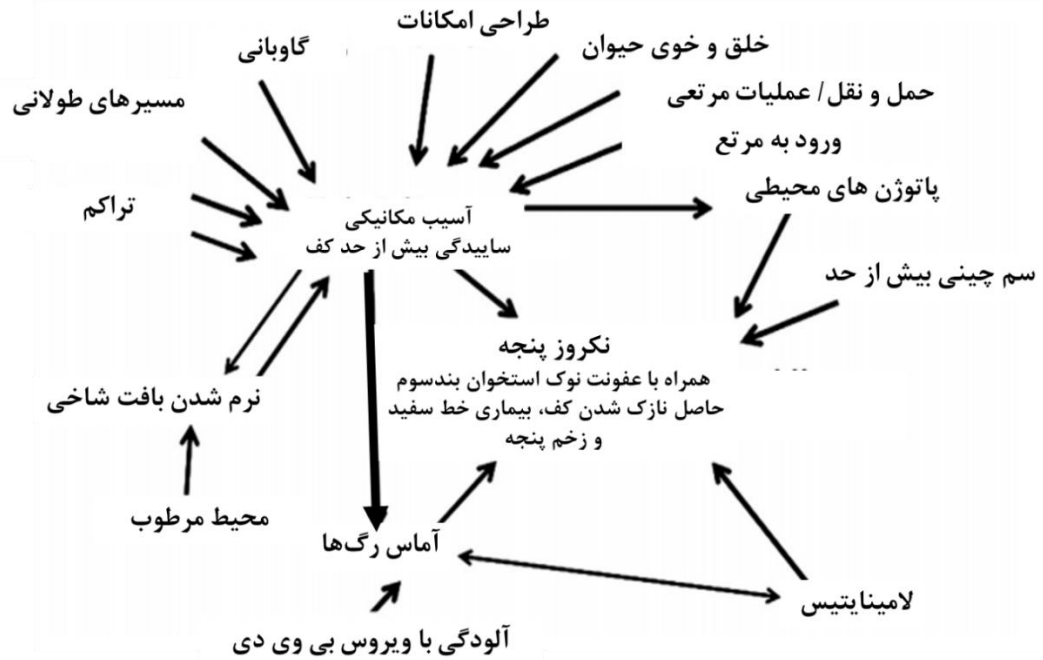 طراحی امکانات
گاوبانی
خلق و خوی حیوان
مسیرهای طولانی
حمل و نقل/ عملیات مرتعی
ورود به مرتع
تراکم
پاتوژن های محیطی
آسیب مکانیکی
ساییدگی بیش از حد کف
سم چینی بیش از حد
نکروز پنجه
همراه با عفونت نوک استخوان بندسوم
حاصل نازک شدن کف، بیماری خط سفید
و زخم پنجه
نرم شدن بافت شاخی
محیط مرطوب
آماس رگ‌ها
لامینایتیس
آلودگی با ویروس بی وی دی